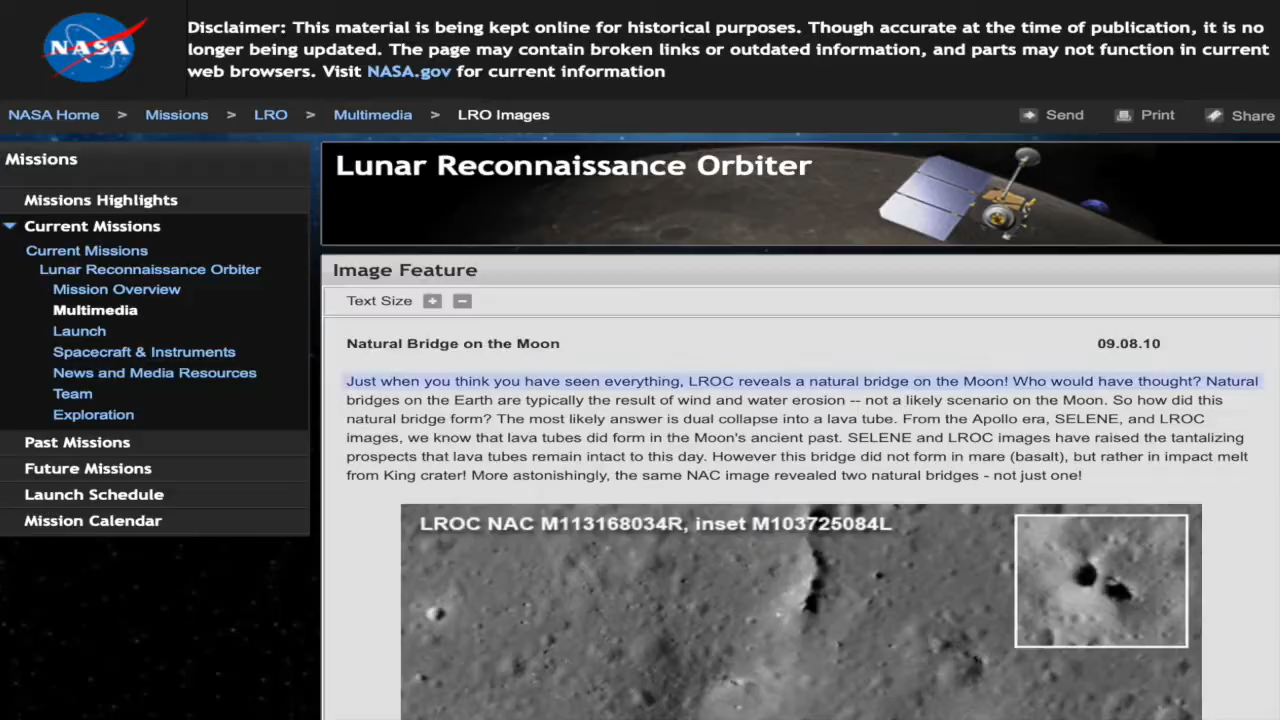 NASA
Disclaimer: This material is being kept online for historical purposes. Though accurate at the time of publication, it is no
longer being updated. The page may contain broken links or outdated information, and parts may not function in current
web browsers. Visit NASA.gov for current information
NASA Home > Missions > LRO > Multimedia > LRO Images
Send Print Share
Missions
Missions Highlights
Current Missions
Current Missions
Lunar Reconnaissance Orbiter
Mission Overview
Multimedia
Launch
Spacecraft & Instruments
News and Media Resources
Team
Exploration
Past Missions
Future Missions
Launch Schedule
Mission Calendar
Lunar Reconnaissance Orbiter
Image Feature
Text Size + −
Natural Bridge on the Moon 09.08.10
Just when you think you have seen everything, LROC reveals a natural bridge on the Moon! Who would have thought? Natural
bridges on the Earth are typically the result of wind and water erosion -- not a likely scenario on the Moon. So how did this
natural bridge form? The most likely answer is dual collapse into a lava tube. From the Apollo era, SELENE, and LROC
images, we know that lava tubes did form in the Moon's ancient past. SELENE and LROC images have raised the tantalizing
prospects that lava tubes remain intact to this day. However this bridge did not form in mare (basalt), but rather in impact melt
from King crater! More astonishingly, the same NAC image revealed two natural bridges - not just one!
LROC NAC M113168034R, inset M103725084L